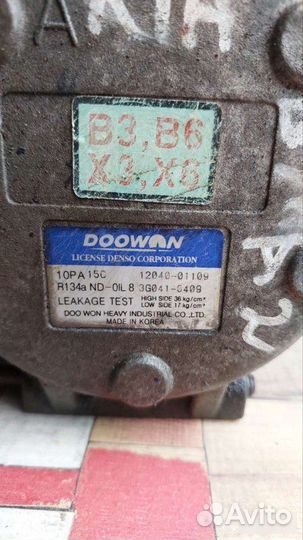 КИА
B3, B6
X3, X6
DOOWON
LICENSE DENSO CORPORATION
10PA15C 12040-01109
R134a ND-OIL 8 3G041-0409
LEAKAGE TEST HIGH SIDE 36 kg/cm² LOW SIDE 17 kg/cm²
DOO WON HEAVY INDUSTRIAL CO.,LTD.
MADE IN KOREA
Avito